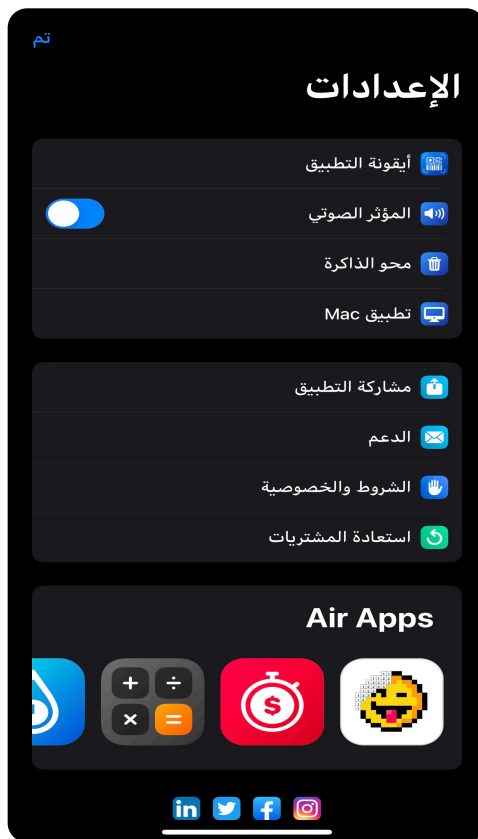 تم
الإعدادات
أيقونة التطبيق
المؤثر الصوتي
محو الذاكرة
تطبيق Mac
مشاركة التطبيق
الدعم
الشروط والخصوصية
استعادة المشتريات
Air Apps